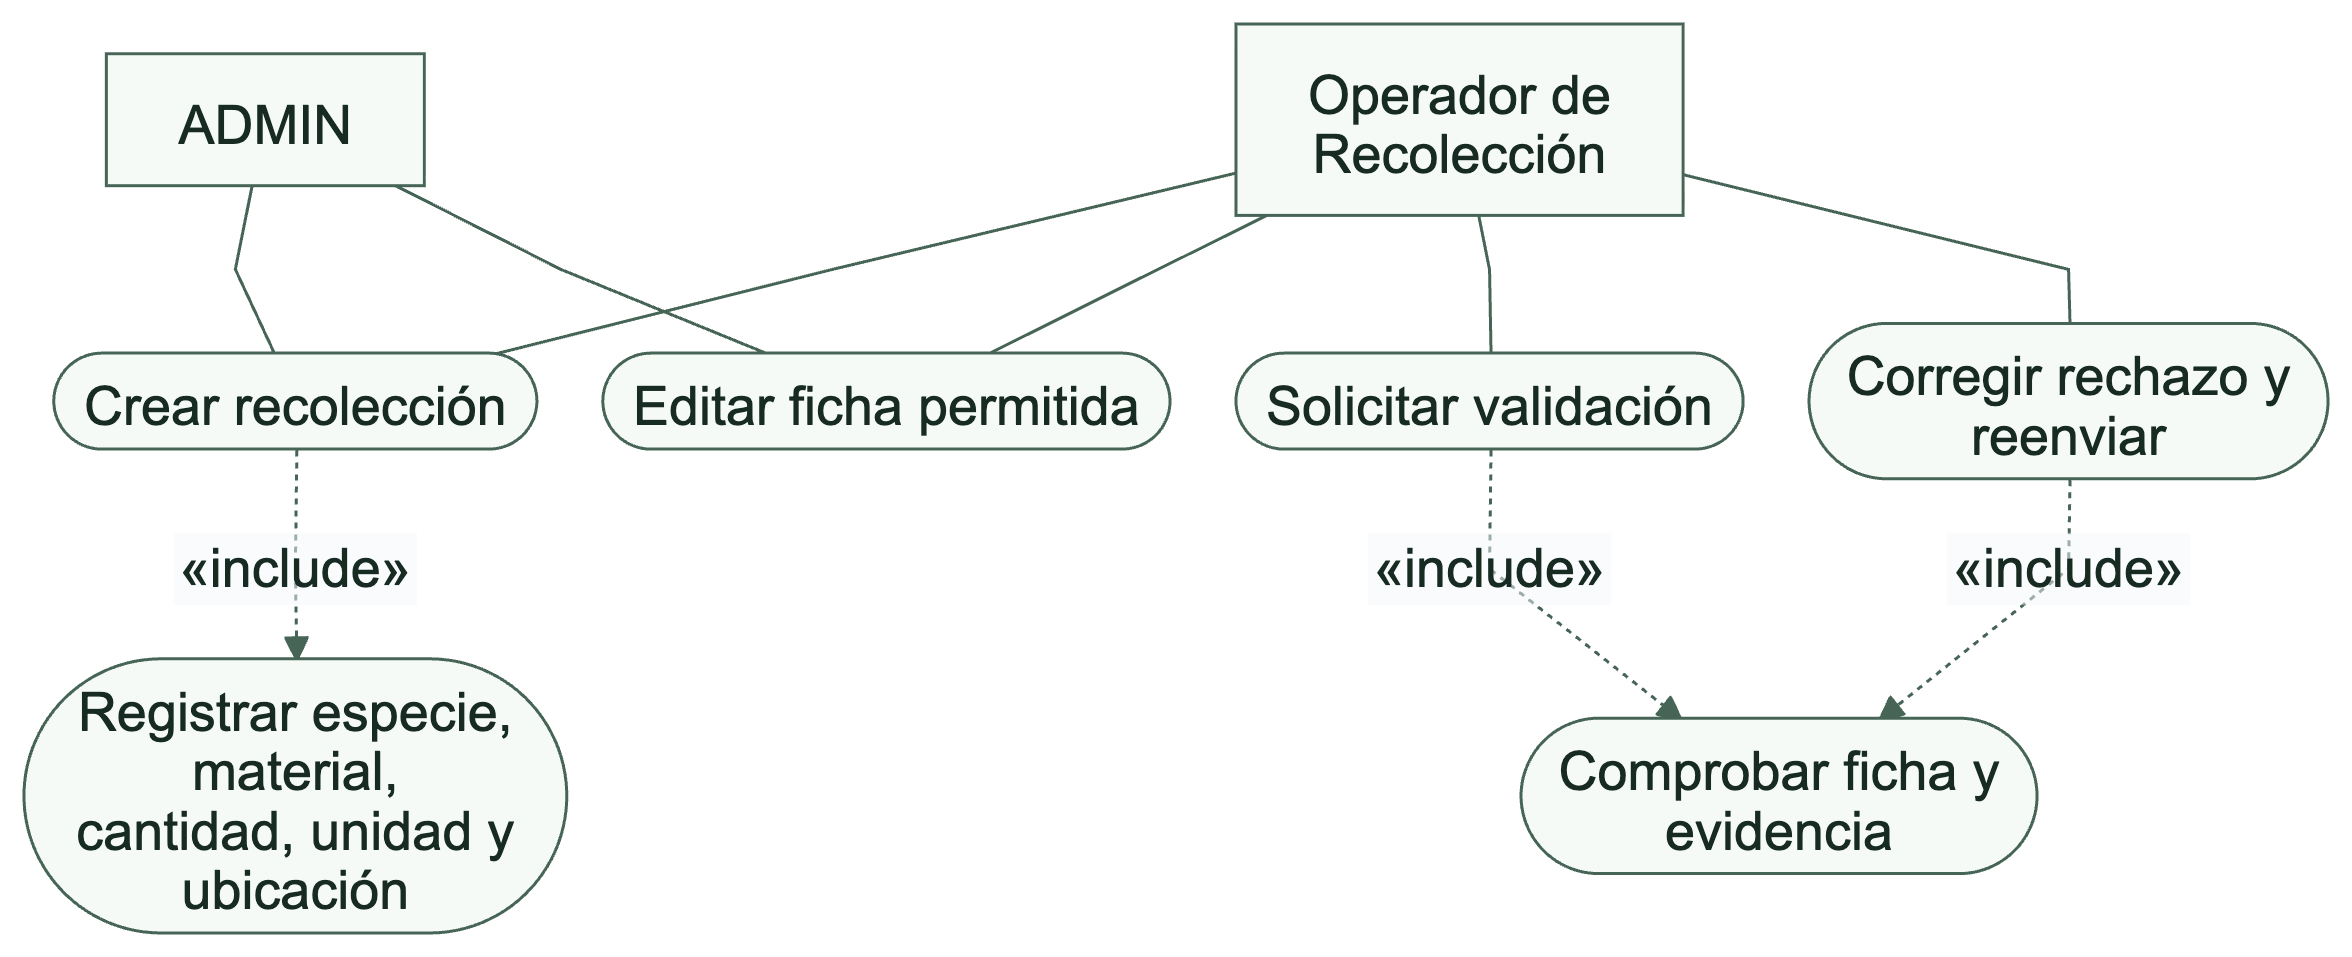 ADMIN
Operador de
Recolección
Crear recolección
Editar ficha permitida
Solicitar validación
Corregir rechazo y
reenviar
«include»
«include»
«include»
Registrar especie,
material,
cantidad, unidad y
ubicación
Comprobar ficha y
evidencia